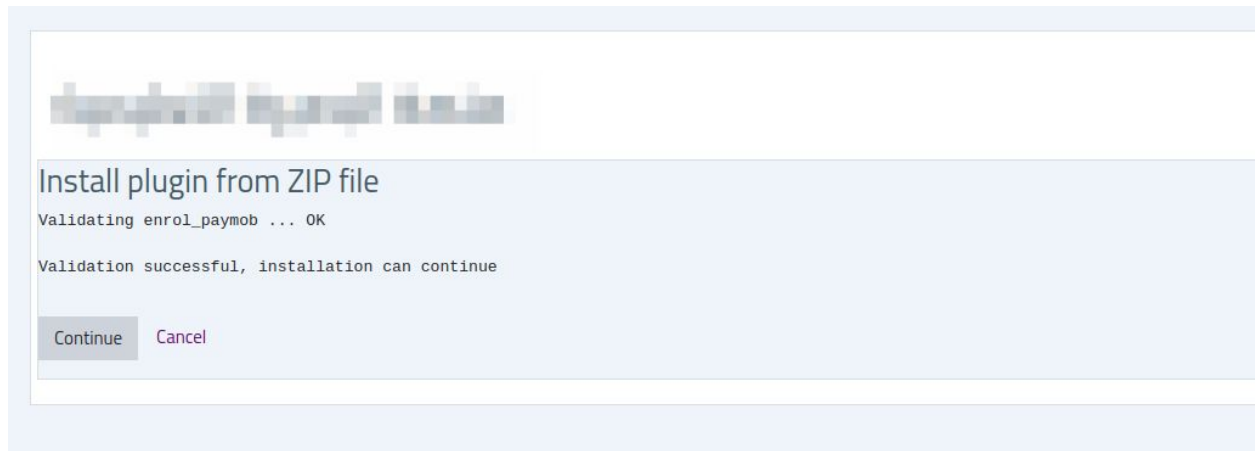 Install plugin from ZIP file
Validating enrol_paymob ... OK
Validation successful, installation can continue
Continue Cancel